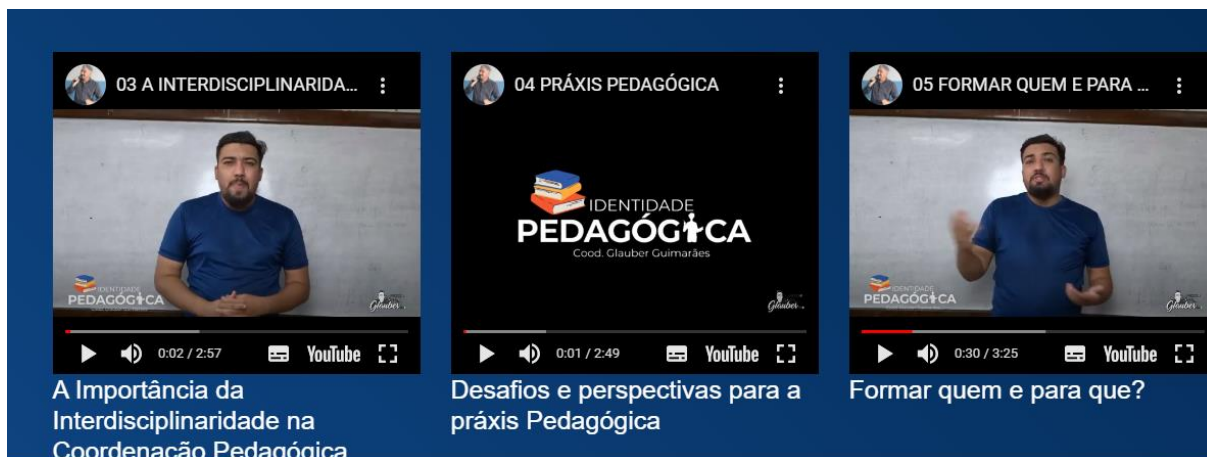 03 A INTERDISCIPLINARIDA...
IDENTIDADE
PEDAGÓGICA
Glauber
0:02 / 2:57
YouTube
A Importância da
Interdisciplinaridade na
Coordenação Pedagógica
04 PRÁXIS PEDAGÓGICA
IDENTIDADE
PEDAGÓGICA
Cood. Glauber Guimarães
Glauber
0:01 / 2:49
YouTube
Desafios e perspectivas para a
práxis Pedagógica
05 FORMAR QUEM E PARA ...
IDENTIDADE
PEDAGÓGICA
Glauber
0:30 / 3:25
YouTube
Formar quem e para que?